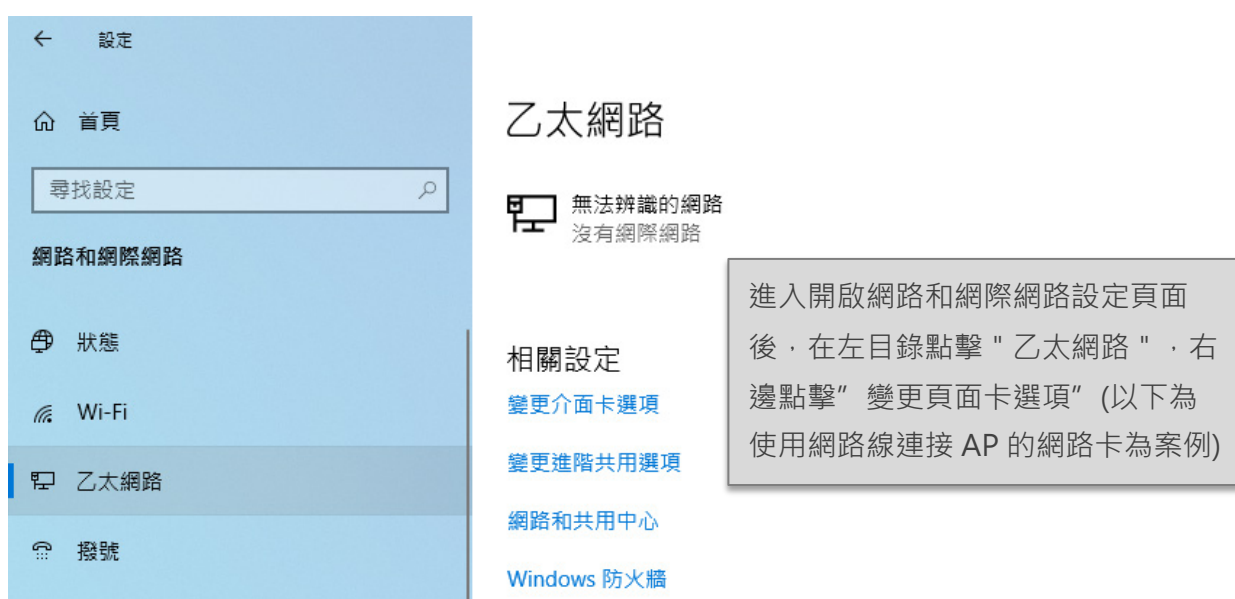 設定
首頁
尋找設定
網路和網際網路
狀態
Wi-Fi
乙太網路
撥號
乙太網路
無法辨識的網路
沒有網際網路
相關設定
變更介面卡選項
變更進階共用選項
網路和共用中心
Windows 防火牆
進入開啟網路和網際網路設定頁面
後，在左目錄點擊 " 乙太網路 " ，右
邊點擊” 變更頁面卡選項” (以下為
使用網路線連接 AP 的網路卡為案例)